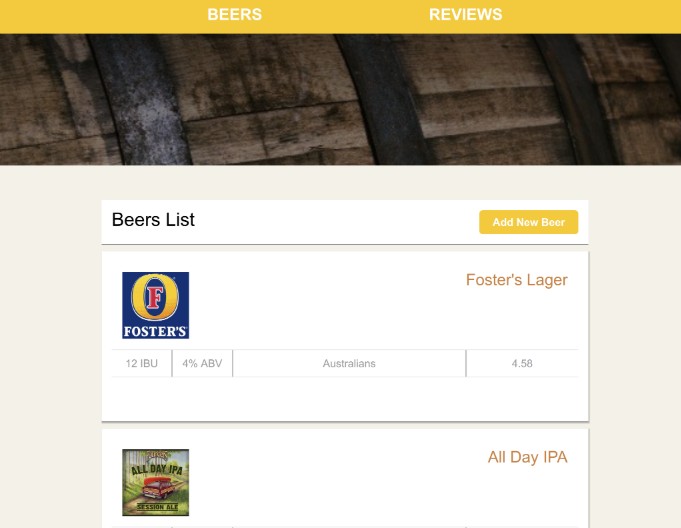 BEERS REVIEWS
Beers List
Add New Beer
Foster's Lager
F
FOSTER'S
12 IBU 4% ABV Australians 4.58
All Day IPA
ALL DAY IPA
SESSION ALE